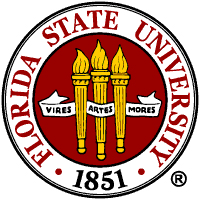 FLORIDA STATE UNIVERSITY
VIRES ARTES MORES
· 1851 ·
®